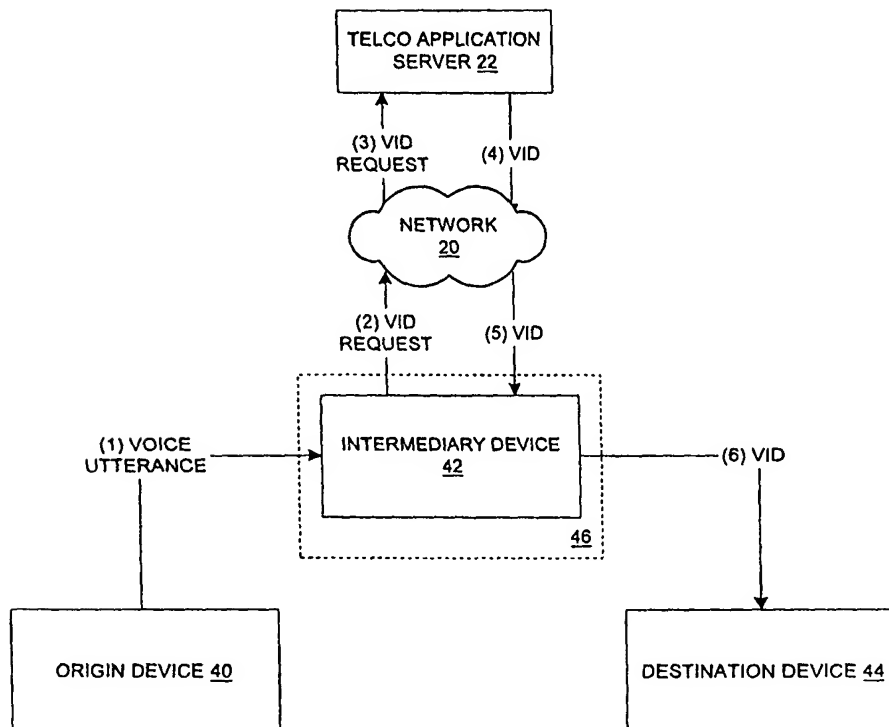 TELCO APPLICATION
SERVER 22
(3) VID
REQUEST
(4) VID
NETWORK
20
(2) VID
REQUEST
(5) VID
(1) VOICE
UTTERANCE
INTERMEDIARY DEVICE
42
(6) VID
46
ORIGIN DEVICE 40
DESTINATION DEVICE 44